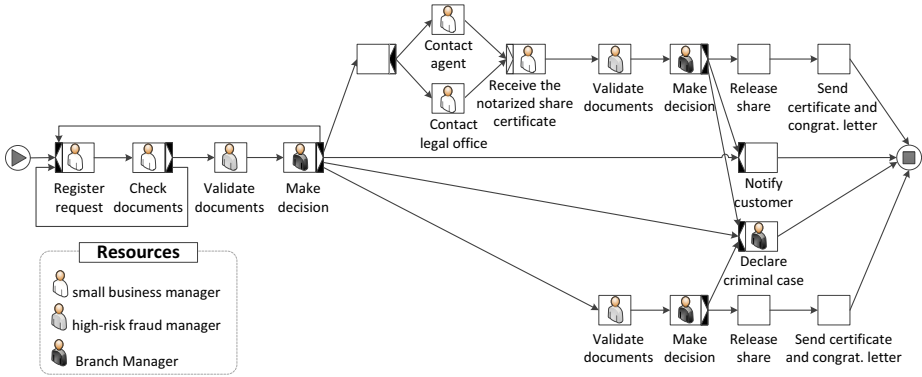 Contact
agent
Contact
legal office
Receive the
notarized share
certificate
Validate
documents
Make
decision
Release
share
Send
certificate and
congrat. letter
Register
request
Check
documents
Validate
documents
Make
decision
Notify
customer
Declare
criminal case
Resources
small business manager
high-risk fraud manager
Branch Manager
Validate
documents
Make
decision
Release
share
Send certificate
and congrat. letter